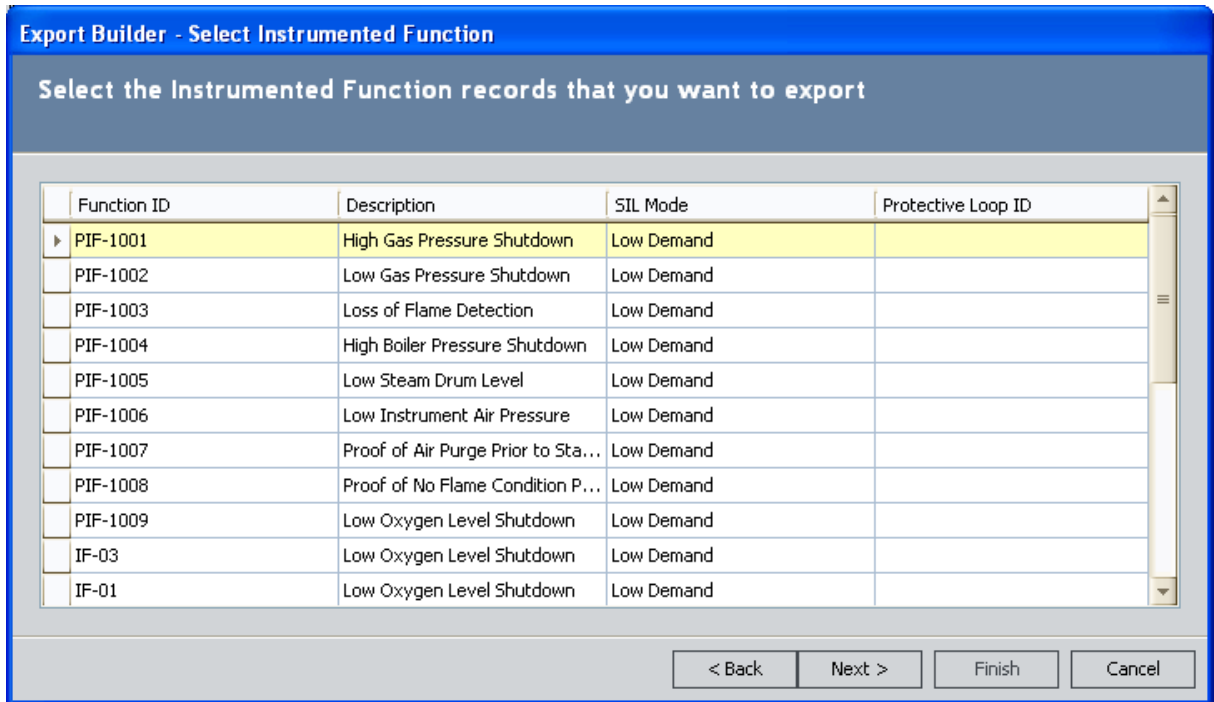 Export Builder - Select Instrumented Function
Select the Instrumented Function records that you want to export
Function ID Description SIL Mode Protective Loop ID
PIF-1001 High Gas Pressure Shutdown Low Demand
PIF-1002 Low Gas Pressure Shutdown Low Demand
PIF-1003 Loss of Flame Detection Low Demand
PIF-1004 High Boiler Pressure Shutdown Low Demand
PIF-1005 Low Steam Drum Level Low Demand
PIF-1006 Low Instrument Air Pressure Low Demand
PIF-1007 Proof of Air Purge Prior to Sta... Low Demand
PIF-1008 Proof of No Flame Condition P... Low Demand
PIF-1009 Low Oxygen Level Shutdown Low Demand
IF-03 Low Oxygen Level Shutdown Low Demand
IF-01 Low Oxygen Level Shutdown Low Demand
< Back Next > Finish Cancel